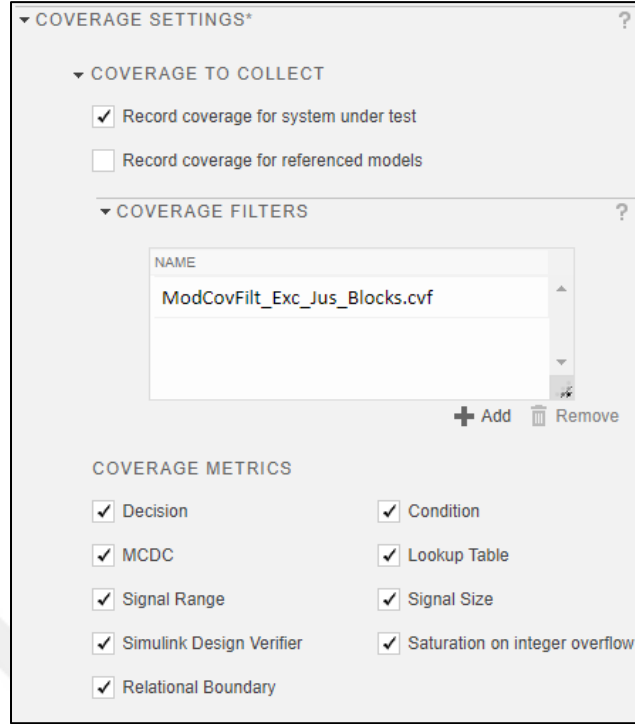 COVERAGE SETTINGS* ?
COVERAGE TO COLLECT
Record coverage for system under test
Record coverage for referenced models
COVERAGE FILTERS ?
NAME
ModCovFilt_Exc_Jus_Blocks.cvf
Add Remove
COVERAGE METRICS
Decision Condition
MCDC Lookup Table
Signal Range Signal Size
Simulink Design Verifier Saturation on integer overflow
Relational Boundary